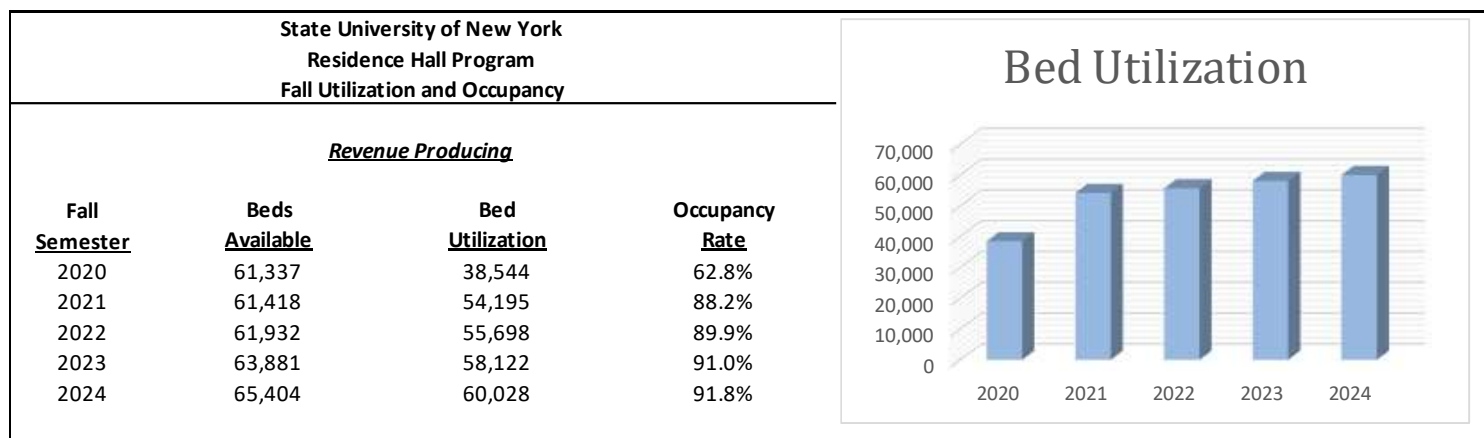 State University of New York
Residence Hall Program
Fall Utilization and Occupancy
Revenue Producing
Fall Beds Bed Occupancy
Semester Available Utilization Rate
2020 61,337 38,544 62.8%
2021 61,418 54,195 88.2%
2022 61,932 55,698 89.9%
2023 63,881 58,122 91.0%
2024 65,404 60,028 91.8%
Bed Utilization
70,000
60,000
50,000
40,000
30,000
20,000
10,000
0
2020 2021 2022 2023 2024